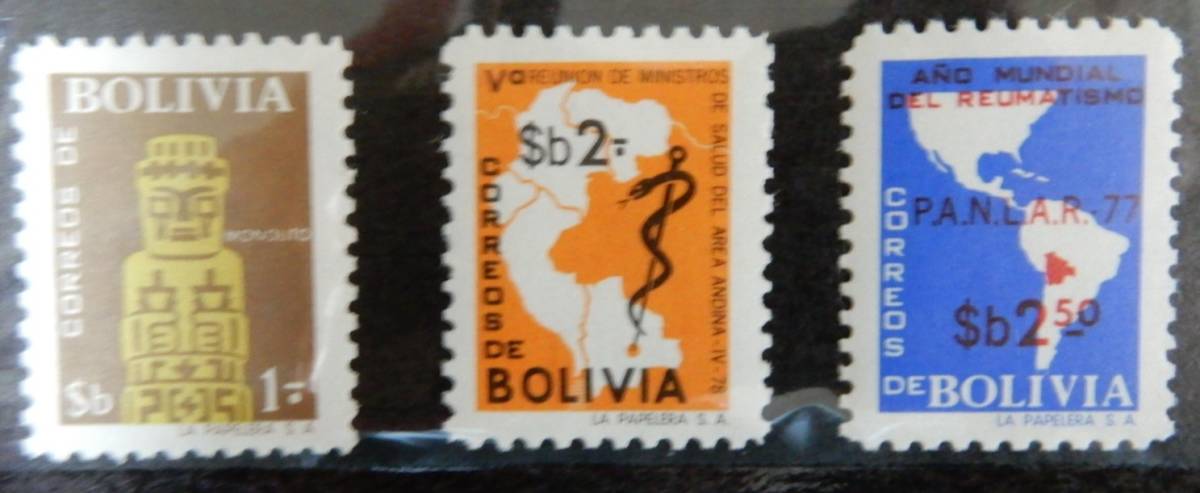 BOLIVIA
CORREOS DE
MONOLITO
$b 1.-
LA PAPELERA S. A.
Va REUNION DE MINISTROS
DE SALUD DEL AREA ANDINA-IV-76
$b2.-
CORREOS
DE
BOLIVIA
LA PAPELERA S. A.
AÑO MUNDIAL
DEL REUMATISMO
P.A.N.L.A.R.-77
CORREOS
$b2.50
DE BOLIVIA
LA PAPELERA S. A.